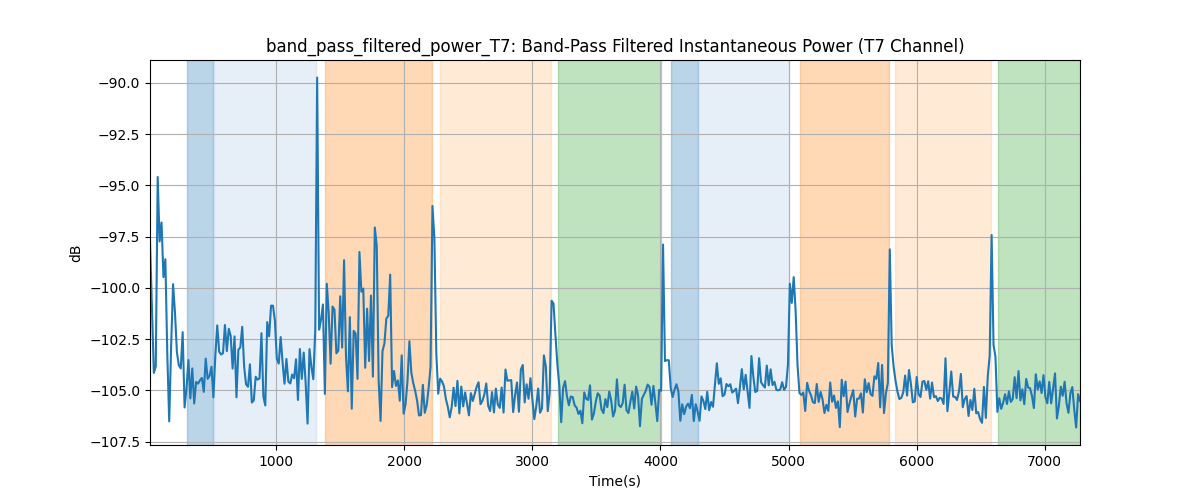 band_pass_filtered_power_T7: Band-Pass Filtered Instantaneous Power (T7 Channel)
−90.0
−92.5
−95.0
−97.5
−100.0
−102.5
−105.0
−107.5
dB
1000 2000 3000 4000 5000 6000 7000
Time(s)